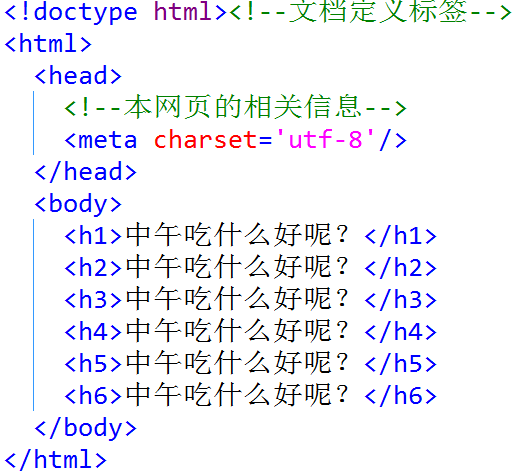 <!doctype html><!--文档定义标签-->
<html>
  <head>
    <!--本网页的相关信息-->
    <meta charset='utf-8'/>
  </head>
  <body>
    <h1>中午吃什么好呢？</h1>
    <h2>中午吃什么好呢？</h2>
    <h3>中午吃什么好呢？</h3>
    <h4>中午吃什么好呢？</h4>
    <h5>中午吃什么好呢？</h5>
    <h6>中午吃什么好呢？</h6>
  </body>
</html>